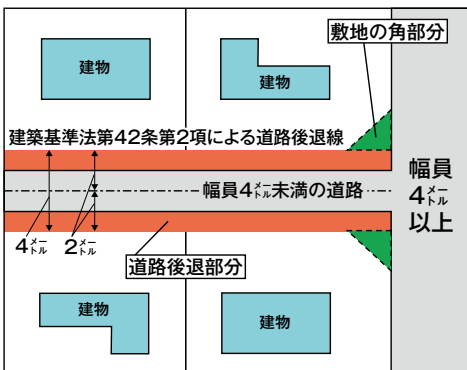 敷地の角部分
建物
建物
建築基準法第42条第2項による道路後退線
幅員4メートル未満の道路
幅員
4メートル
以上
4メートル
2メートル
道路後退部分
建物
建物